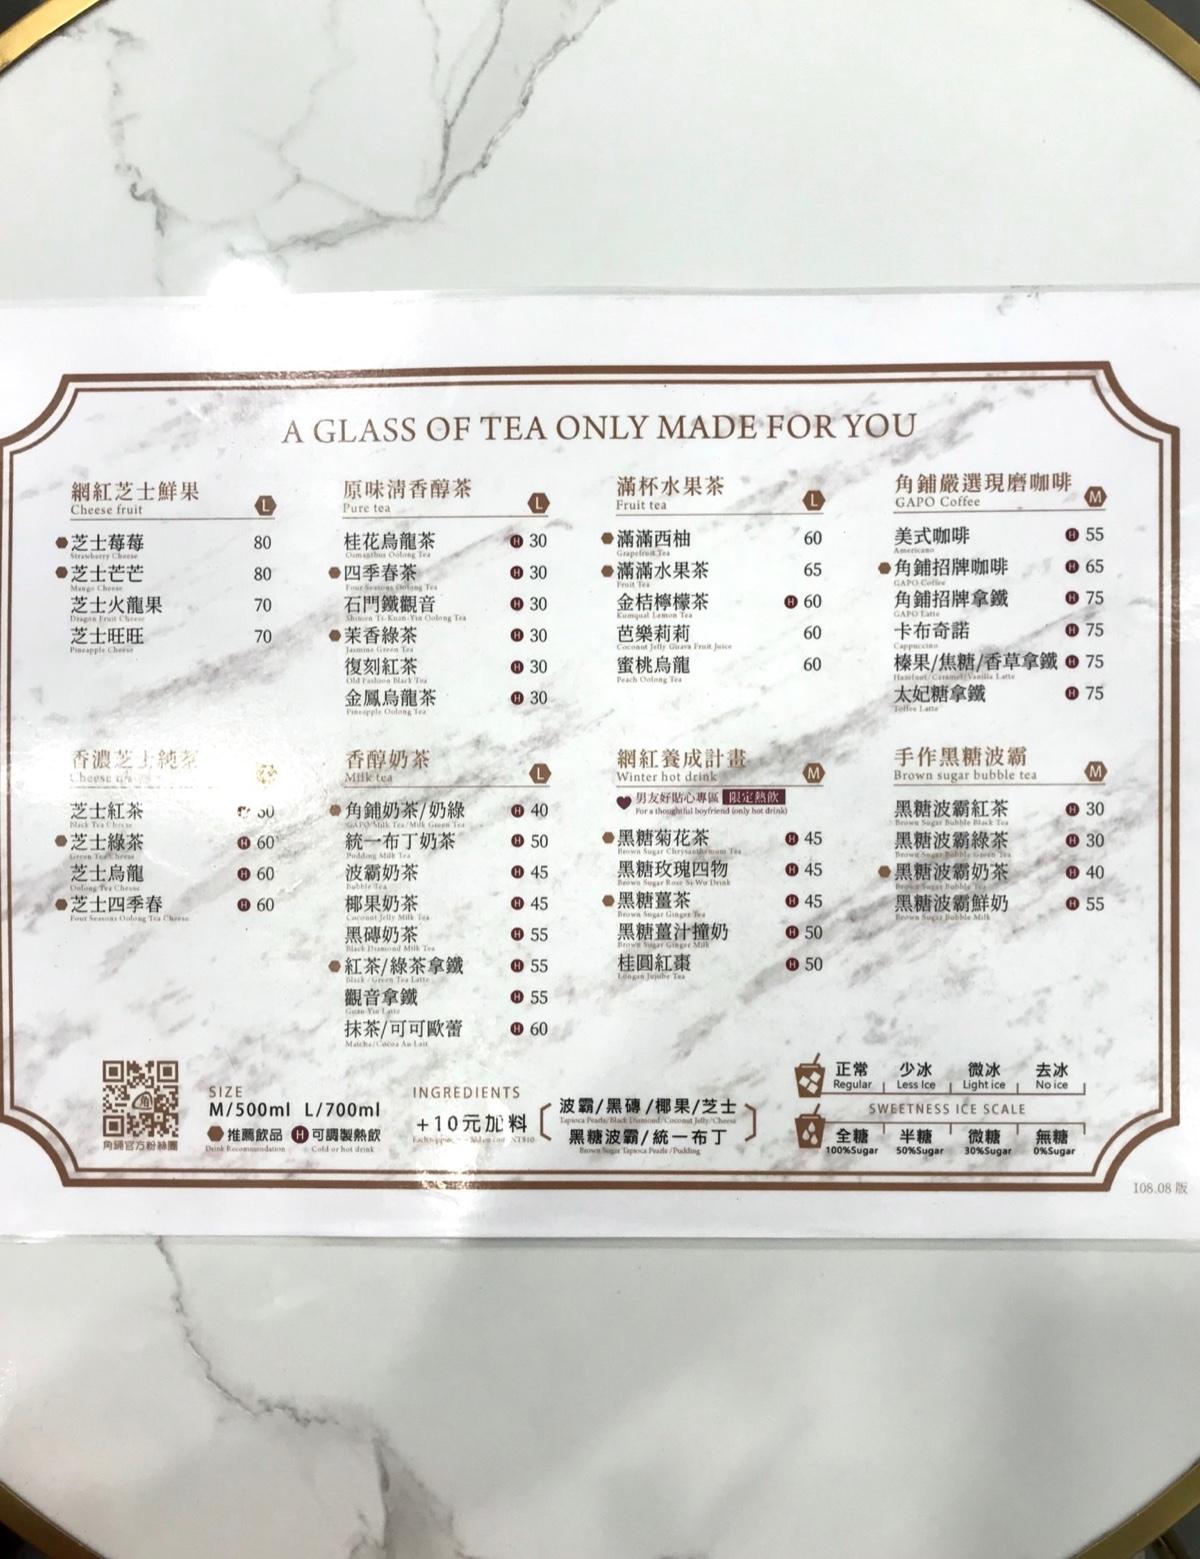 A GLASS OF TEA ONLY MADE FOR YOU
網紅芝士鮮果
Cheese fruit L
芝士莓莓 80
Strawberry Cheese
芝士芒芒 80
Mango Cheese
芝士火龍果 70
Dragon Fruit Cheese
芝士旺旺 70
Pineapple Cheese
原味清香醇茶
Pure tea L
桂花烏龍茶 H 30
Osmanthus Oolong Tea
四季春茶 H 30
Four Seasons Oolong Tea
石門鐵觀音 H 30
Shimen Ti-Kuan-Yin Oolong Tea
茉香綠茶 H 30
Jasmine Green Tea
復刻紅茶 H 30
Old Fashion Black Tea
金鳳烏龍茶 H 30
Pineapple Oolong Tea
滿杯水果茶
Fruit tea L
滿滿西柚 60
Grapefruit Tea
滿滿水果茶 65
Fruit Tea
金桔檸檬茶 H 60
Kumquat Lemon Tea
芭樂莉莉 60
Coconut Jelly Guava Fruit Juice
蜜桃烏龍 60
Peach Oolong Tea
角鋪嚴選現磨咖啡
GAPO Coffee M
美式咖啡 H 55
Americano
角鋪招牌咖啡 H 65
GAPO Coffee
角鋪招牌拿鐵 H 75
GAPO Latte
卡布奇諾 H 75
Cappuccino
榛果/焦糖/香草拿鐵 H 75
Hazelnut/Caramel/Vanilla Latte
太妃糖拿鐵 H 75
Toffee Latte
香濃芝士純茶
Cheese
芝士紅茶
Black Tea Cheese
芝士綠茶 H 60
Green Tea Cheese
芝士烏龍 H 60
Oolong Tea Cheese
芝士四季春 H 60
Four Seasons Oolong Tea Cheese
香醇奶茶
Milk tea L
角鋪奶茶/奶綠 H 40
GAPO Milk Tea/Milk Green Tea
統一布丁奶茶 H 50
Pudding Milk Tea
波霸奶茶 H 45
Bubble Tea
椰果奶茶 H 45
Coconut Jelly Milk Tea
黑磚奶茶 H 55
Black Diamond Milk Tea
紅茶/綠茶拿鐵 H 55
Black / Green Tea Latte
觀音拿鐵 H 55
Guan-Yin Latte
抹茶/可可歐蕾 H 60
Matcha/Cocoa Au Lait
網紅養成計畫
Winter hot drink M
男友好貼心專區 限定熱飲
For a thoughtful boyfriend (only hot drink)
黑糖菊花茶 H 45
Brown Sugar Chrysanthemum Tea
黑糖玫瑰四物 H 45
Brown Sugar Rose Si-Wu Drink
黑糖薑茶 H 45
Brown Sugar Ginger Tea
黑糖薑汁撞奶 H 50
Brown Sugar Ginger Milk
桂圓紅棗 H 50
Longan Jujube Tea
手作黑糖波霸
Brown sugar bubble tea M
黑糖波霸紅茶 H 30
Brown Sugar Bubble Black Tea
黑糖波霸綠茶 H 30
Brown Sugar Bubble Green Tea
黑糖波霸奶茶 H 40
Brown Sugar Bubble Tea
黑糖波霸鮮奶 H 55
Brown Sugar Bubble Milk
角鋪官方粉絲團
SIZE
M/500ml L/700ml
推薦飲品 H 可調製熱飲
Drink Recommendation Cold or hot drink
INGREDIENTS
+10元加料
NT$10
波霸/黑磚/椰果/芝士
Tapioca Pearls/Black Diamond/Coconut Jelly/Cheese
黑糖波霸/統一布丁
Brown Sugar Tapioca Pearls /Pudding
正常 少冰 微冰 去冰
Regular Less Ice Light ice No ice
SWEETNESS ICE SCALE
全糖 半糖 微糖 無糖
100%Sugar 50%Sugar 30%Sugar 0%Sugar
108.08 版